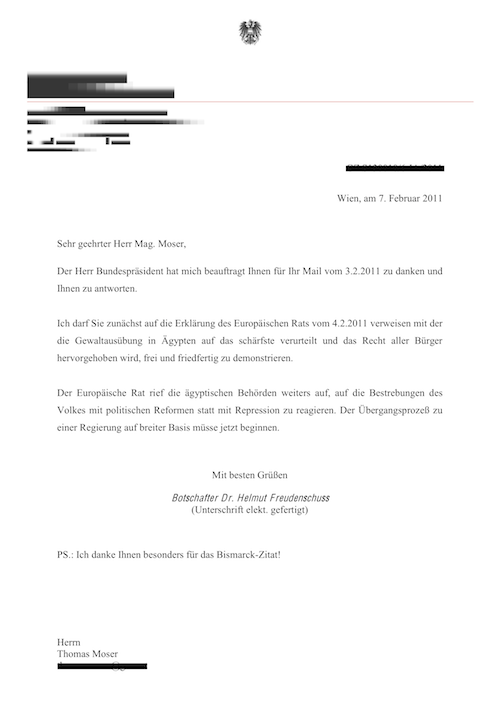 Wien, am 7. Februar 2011
Sehr geehrter Herr Mag. Moser,
Der Herr Bundespräsident hat mich beauftragt Ihnen für Ihr Mail vom 3.2.2011 zu danken und
Ihnen zu antworten.
Ich darf Sie zunächst auf die Erklärung des Europäischen Rats vom 4.2.2011 verweisen mit der
die Gewaltausübung in Ägypten auf das schärfste verurteilt und das Recht aller Bürger
hervorgehoben wird, frei und friedfertig zu demonstrieren.
Der Europäische Rat rief die ägyptischen Behörden weiters auf, auf die Bestrebungen des
Volkes mit politischen Reformen statt mit Repression zu reagieren. Der Übergangsprozeß zu
einer Regierung auf breiter Basis müsse jetzt beginnen.
Mit besten Grüßen
Botschafter Dr. Helmut Freudenschuss
(Unterschrift elekt. gefertigt)
PS.: Ich danke Ihnen besonders für das Bismarck-Zitat!
Herrn
Thomas Moser